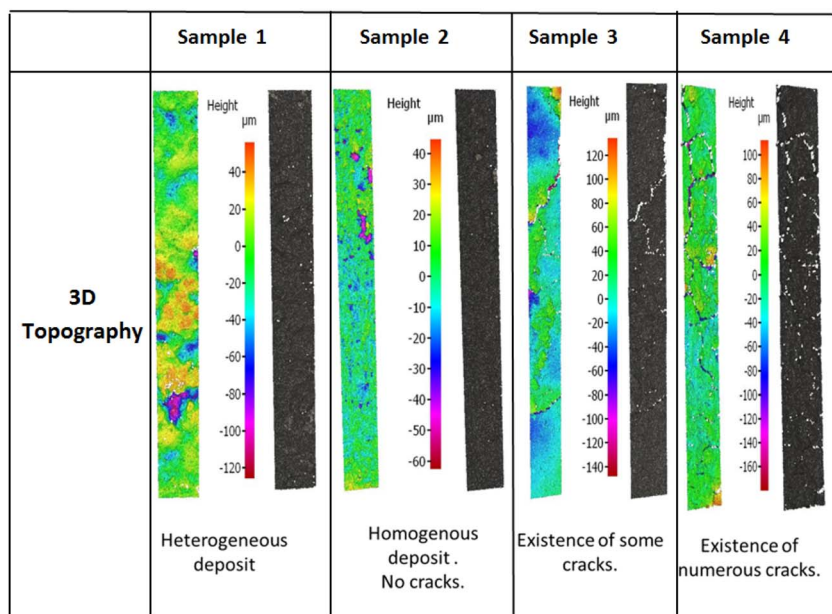 Sample 1
Sample 2
Sample 3
Sample 4
3D
Topography
Height
µm
40
0
-40
-60
-80
-100
-120
Heterogeneous
deposit
Height
µm
40
30
20
10
0
-10
-20
-30
-40
-50
-60
Homogenous
deposit .
No cracks.
Height
µm
120
100
80
60
40
20
0
-20
-40
-60
-80
-100
-120
-140
Existence of some
cracks.
Height
µm
100
80
60
40
20
0
-20
-40
-60
-80
-100
-120
-140
-160
Existence of
numerous cracks.